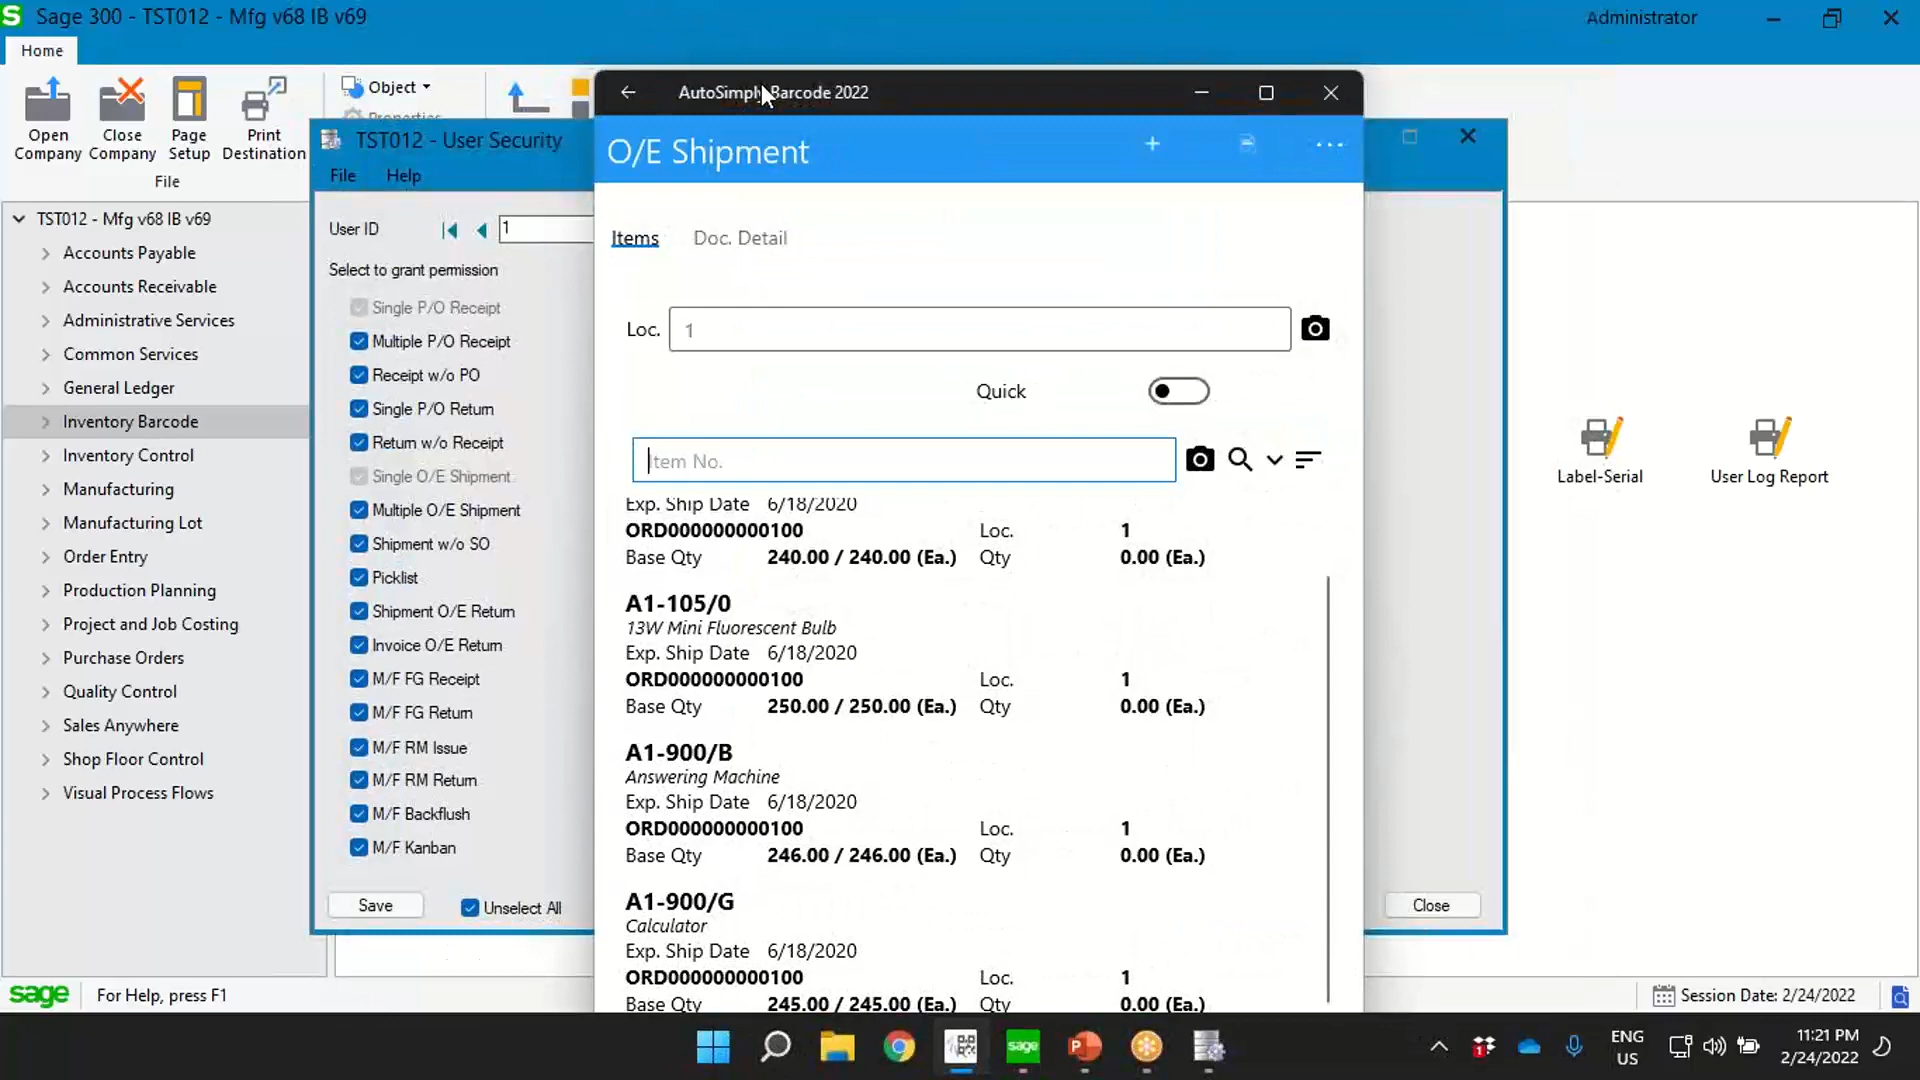 Sage 300 - TST012 - Mfg v68 IB v69
Administrator
Home
Open Company
Close Company
Page Setup
Print Destination
Object
File
TST012 - Mfg v68 IB v69
Accounts Payable
Accounts Receivable
Administrative Services
Common Services
General Ledger
Inventory Barcode
Inventory Control
Manufacturing
Manufacturing Lot
Order Entry
Production Planning
Project and Job Costing
Purchase Orders
Quality Control
Sales Anywhere
Shop Floor Control
Visual Process Flows
TST012 - User Security
File Help
User ID 1
Select to grant permission
Single P/O Receipt
Multiple P/O Receipt
Receipt w/o PO
Single P/O Return
Return w/o Receipt
Single O/E Shipment
Multiple O/E Shipment
Shipment w/o SO
Picklist
Shipment O/E Return
Invoice O/E Return
M/F FG Receipt
M/F FG Return
M/F RM Issue
M/F RM Return
M/F Backflush
M/F Kanban
Save
Unselect All
Close
AutoSimply Barcode 2022
O/E Shipment
Items Doc. Detail
Loc. 1
Quick
Item No.
Exp. Ship Date 6/18/2020
ORD000000000100 Loc. 1
Base Qty 240.00 / 240.00 (Ea.) Qty 0.00 (Ea.)
A1-105/0
13W Mini Fluorescent Bulb
Exp. Ship Date 6/18/2020
ORD000000000100 Loc. 1
Base Qty 250.00 / 250.00 (Ea.) Qty 0.00 (Ea.)
A1-900/B
Answering Machine
Exp. Ship Date 6/18/2020
ORD000000000100 Loc. 1
Base Qty 246.00 / 246.00 (Ea.) Qty 0.00 (Ea.)
A1-900/G
Calculator
Exp. Ship Date 6/18/2020
ORD000000000100 Loc. 1
Base Qty 245.00 / 245.00 (Ea.) Qty 0.00 (Ea.)
Label-Serial
User Log Report
sage
For Help, press F1
Session Date: 2/24/2022
sage
ENG
US
11:21 PM
2/24/2022